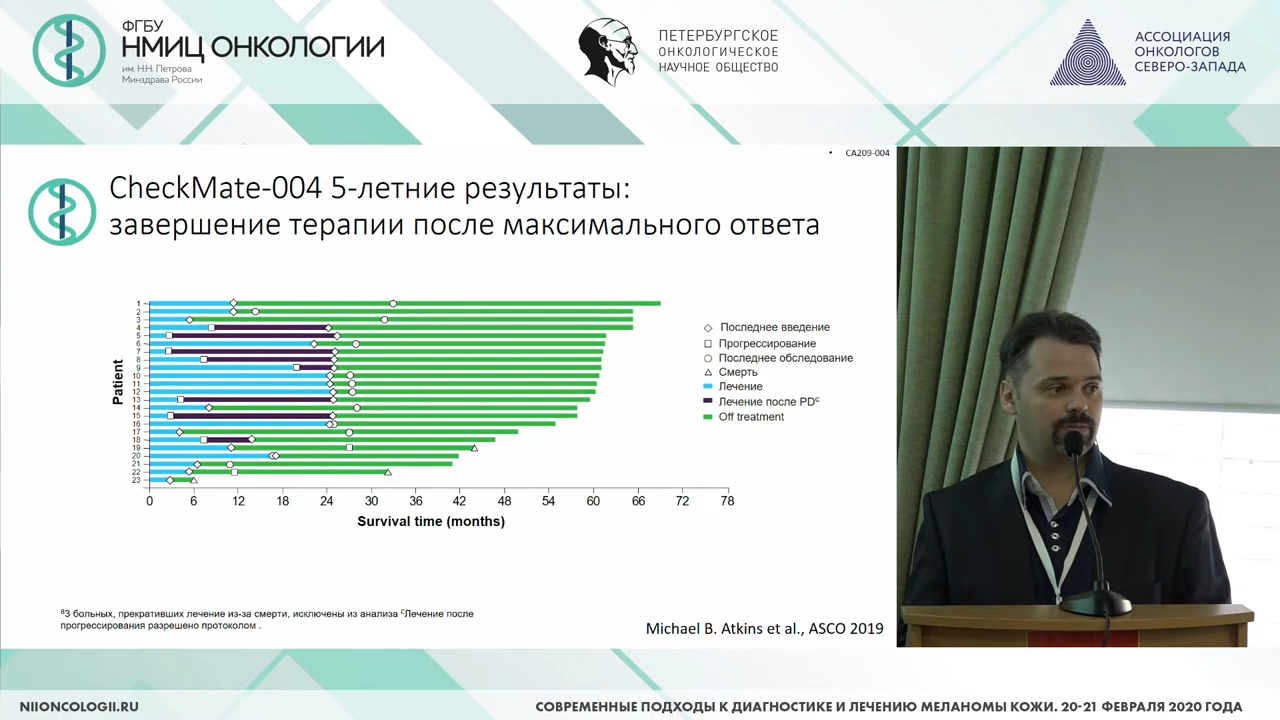 ФГБУ
НМИЦ ОНКОЛОГИИ
им. Н.Н. Петрова
Минздрава России
ПЕТЕРБУРГСКОЕ
ОНКОЛОГИЧЕСКОЕ
НАУЧНОЕ ОБЩЕСТВО
АССОЦИАЦИЯ
ОНКОЛОГОВ
СЕВЕРО-ЗАПАДА
• CA209-004
CheckMate-004 5-летние результаты:
завершение терапии после максимального ответа
Patient
1
2
3
4
5
6
7
8
9
10
11
12
13
14
15
16
17
18
19
20
21
22
23
0 6 12 18 24 30 36 42 48 54 60 66 72 78
Survival time (months)
Последнее введение
Прогрессирование
Последнее обследование
Смерть
Лечение
Лечение после PDᶜ
Off treatment
ᵃ3 больных, прекративших лечение из-за смерти, исключены из анализа ᶜЛечение после
прогрессирования разрешено протоколом .
Michael B. Atkins et al., ASCO 2019
NIIONCOLOGII.RU
СОВРЕМЕННЫЕ ПОДХОДЫ К ДИАГНОСТИКЕ И ЛЕЧЕНИЮ МЕЛАНОМЫ КОЖИ. 20-21 ФЕВРАЛЯ 2020 ГОДА